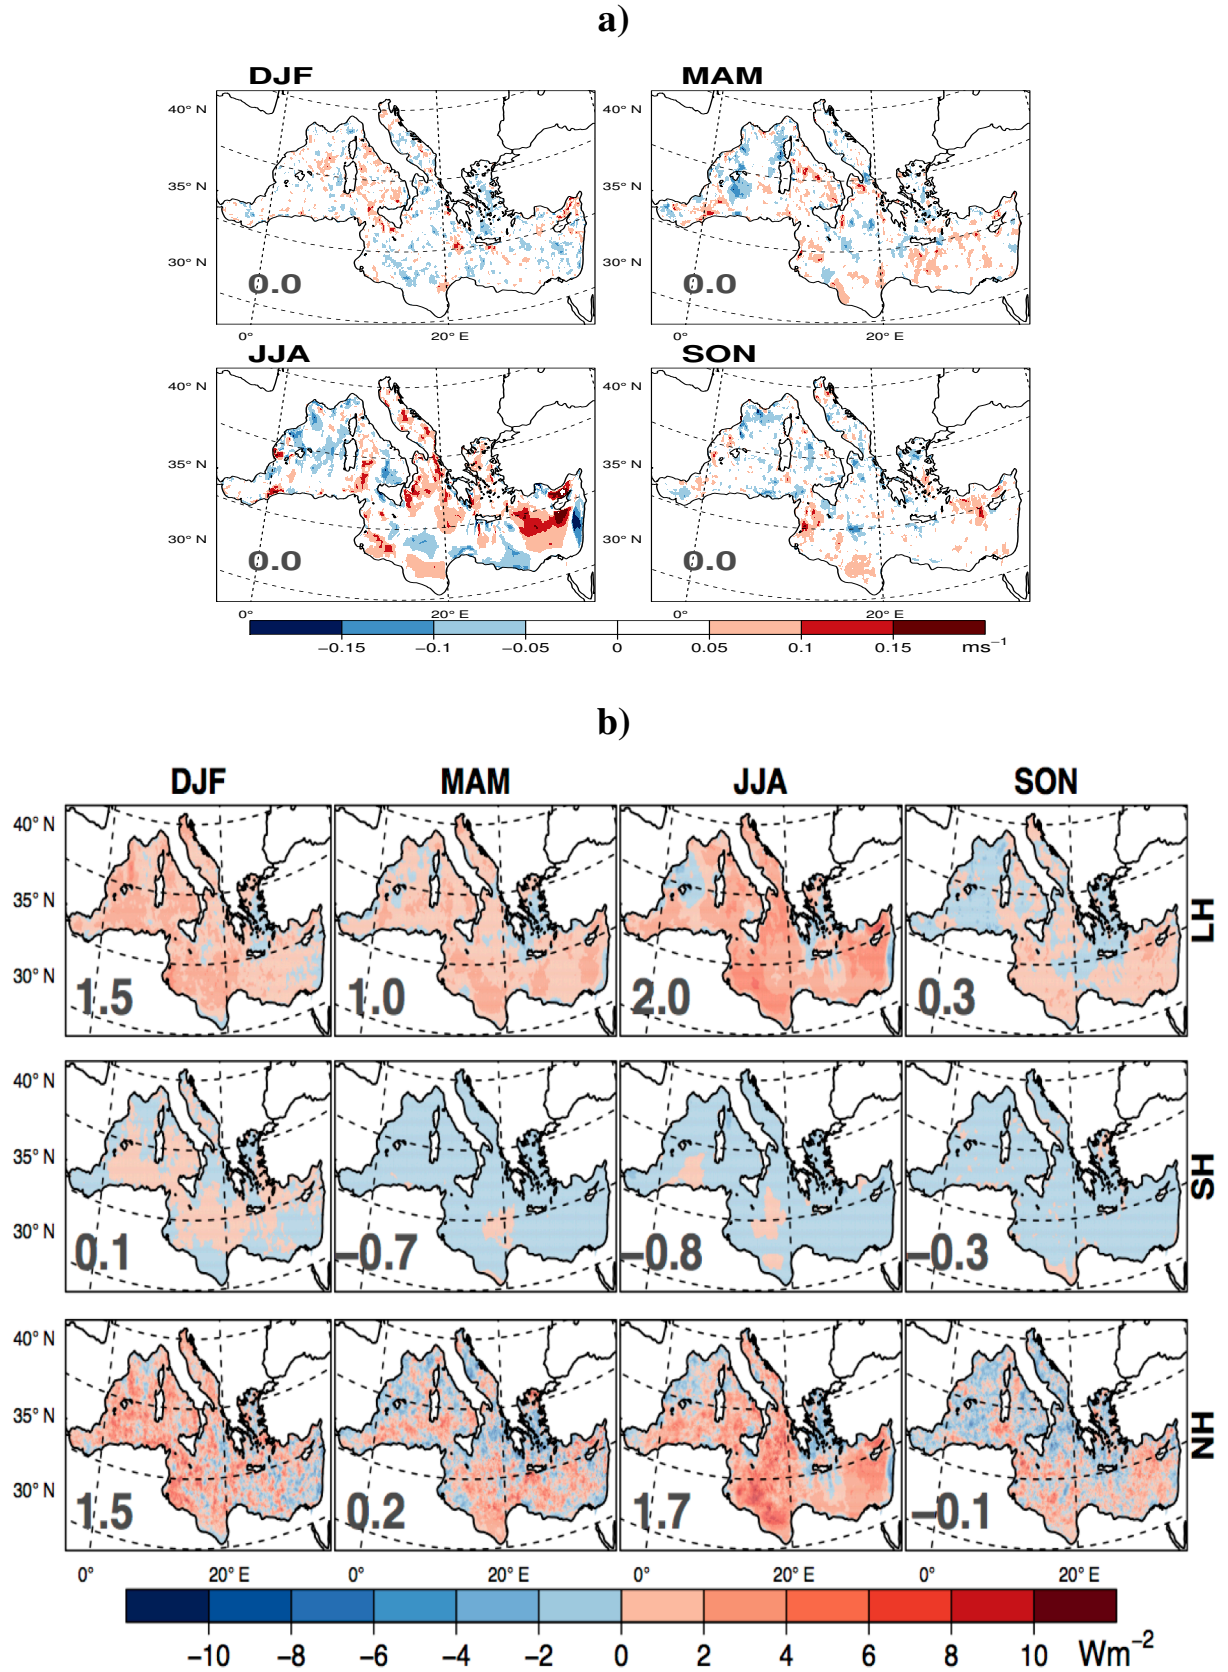 a)
DJF MAM
40° N 40° N
35° N 35° N
30° N 30° N
0.0 0.0
0° 20° E 0° 20° E
JJA SON
40° N 40° N
35° N 35° N
30° N 30° N
0.0 0.0
0° 20° E 0° 20° E
−0.15 −0.1 −0.05 0 0.05 0.1 0.15 ms⁻¹
b)
DJF MAM JJA SON
40° N
35° N
LH
30° N
1.5 1.0 2.0 0.3
40° N
35° N
SH
30° N
0.1 −0.7 −0.8 −0.3
40° N
35° N
NH
30° N
1.5 0.2 1.7 −0.1
0° 20° E 0° 20° E 0° 20° E 0° 20° E
−10 −8 −6 −4 −2 0 2 4 6 8 10 Wm⁻²